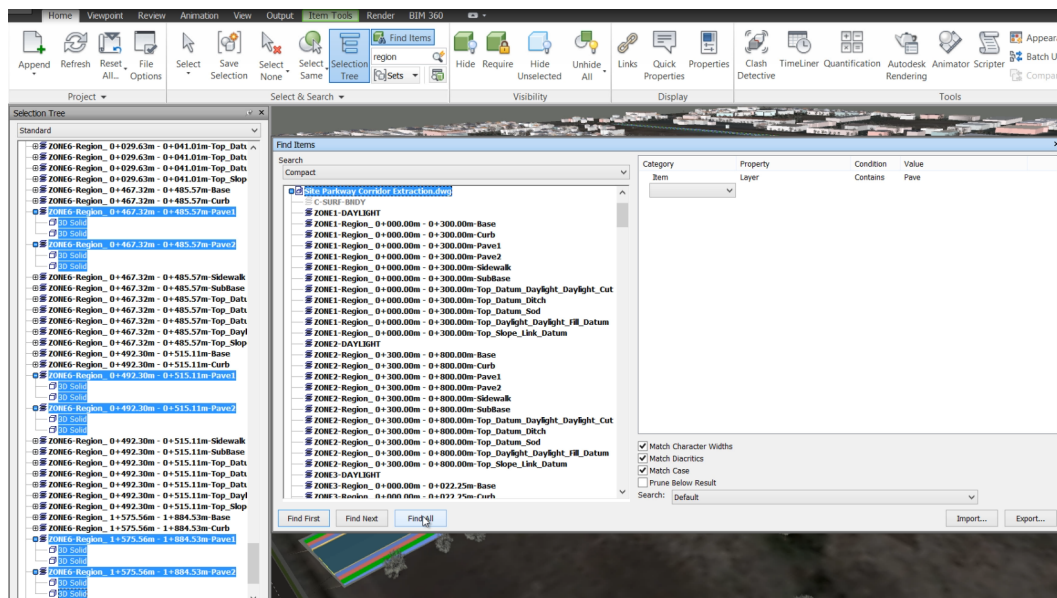 Home Viewpoint Review Animation View Output Item Tools Render BIM 360
Append Refresh Reset All... File Options Select Save Selection Select None Select Same Selection Tree Find Items region Sets Hide Require Hide Unselected Unhide All Links Quick Properties Properties Clash Detective TimeLiner Quantification Autodesk Rendering Animator Scripter Appeara Batch U Compar
Project Select & Search Visibility Display Tools
Selection Tree
Standard
ZONE6-Region_ 0+029.63m - 0+041.01m-Top_Datu
ZONE6-Region_ 0+029.63m - 0+041.01m-Top_Datu
ZONE6-Region_ 0+029.63m - 0+041.01m-Top_Datu
ZONE6-Region_ 0+029.63m - 0+041.01m-Top_Slop
ZONE6-Region_ 0+467.32m - 0+485.57m-Base
ZONE6-Region_ 0+467.32m - 0+485.57m-Curb
ZONE6-Region_ 0+467.32m - 0+485.57m-Pave1
3D Solid
3D Solid
ZONE6-Region_ 0+467.32m - 0+485.57m-Pave2
3D Solid
3D Solid
ZONE6-Region_ 0+467.32m - 0+485.57m-Sidewalk
ZONE6-Region_ 0+467.32m - 0+485.57m-SubBase
ZONE6-Region_ 0+467.32m - 0+485.57m-Top_Datu
ZONE6-Region_ 0+467.32m - 0+485.57m-Top_Datu
ZONE6-Region_ 0+467.32m - 0+485.57m-Top_Datu
ZONE6-Region_ 0+467.32m - 0+485.57m-Top_Dayl
ZONE6-Region_ 0+467.32m - 0+485.57m-Top_Slop
ZONE6-Region_ 0+492.30m - 0+515.11m-Base
ZONE6-Region_ 0+492.30m - 0+515.11m-Curb
ZONE6-Region_ 0+492.30m - 0+515.11m-Pave1
3D Solid
3D Solid
ZONE6-Region_ 0+492.30m - 0+515.11m-Pave2
3D Solid
3D Solid
ZONE6-Region_ 0+492.30m - 0+515.11m-Sidewalk
ZONE6-Region_ 0+492.30m - 0+515.11m-SubBase
ZONE6-Region_ 0+492.30m - 0+515.11m-Top_Datu
ZONE6-Region_ 0+492.30m - 0+515.11m-Top_Datu
ZONE6-Region_ 0+492.30m - 0+515.11m-Top_Datu
ZONE6-Region_ 0+492.30m - 0+515.11m-Top_Dayl
ZONE6-Region_ 0+492.30m - 0+515.11m-Top_Slop
ZONE6-Region_ 1+575.56m - 1+884.53m-Base
ZONE6-Region_ 1+575.56m - 1+884.53m-Curb
ZONE6-Region_ 1+575.56m - 1+884.53m-Pave1
3D Solid
3D Solid
ZONE6-Region_ 1+575.56m - 1+884.53m-Pave2
3D Solid
3D Solid
Find Items
Search
Compact
Site Parkway Corridor Extraction.dwg
C-SURF-BNDY
ZONE1-DAYLIGHT
ZONE1-Region_ 0+000.00m - 0+300.00m-Base
ZONE1-Region_ 0+000.00m - 0+300.00m-Curb
ZONE1-Region_ 0+000.00m - 0+300.00m-Pave1
ZONE1-Region_ 0+000.00m - 0+300.00m-Pave2
ZONE1-Region_ 0+000.00m - 0+300.00m-Sidewalk
ZONE1-Region_ 0+000.00m - 0+300.00m-SubBase
ZONE1-Region_ 0+000.00m - 0+300.00m-Top_Datum_Daylight_Daylight_Cut
ZONE1-Region_ 0+000.00m - 0+300.00m-Top_Datum_Ditch
ZONE1-Region_ 0+000.00m - 0+300.00m-Top_Datum_Sod
ZONE1-Region_ 0+000.00m - 0+300.00m-Top_Daylight_Daylight_Fill_Datum
ZONE1-Region_ 0+000.00m - 0+300.00m-Top_Slope_Link_Datum
ZONE2-DAYLIGHT
ZONE2-Region_ 0+300.00m - 0+800.00m-Base
ZONE2-Region_ 0+300.00m - 0+800.00m-Curb
ZONE2-Region_ 0+300.00m - 0+800.00m-Pave1
ZONE2-Region_ 0+300.00m - 0+800.00m-Pave2
ZONE2-Region_ 0+300.00m - 0+800.00m-Sidewalk
ZONE2-Region_ 0+300.00m - 0+800.00m-SubBase
ZONE2-Region_ 0+300.00m - 0+800.00m-Top_Datum_Daylight_Daylight_Cut
ZONE2-Region_ 0+300.00m - 0+800.00m-Top_Datum_Ditch
ZONE2-Region_ 0+300.00m - 0+800.00m-Top_Datum_Sod
ZONE2-Region_ 0+300.00m - 0+800.00m-Top_Daylight_Daylight_Fill_Datum
ZONE2-Region_ 0+300.00m - 0+800.00m-Top_Slope_Link_Datum
ZONE3-DAYLIGHT
ZONE3-Region_ 0+000.00m - 0+022.25m-Base
ZONE3-Region_ 0+000.00m - 0+022.25m-Curb
Category Property Condition Value
Item Layer Contains Pave
Match Character Widths
Match Diacritics
Match Case
Prune Below Result
Search: Default
Find First Find Next Find All Import... Export...